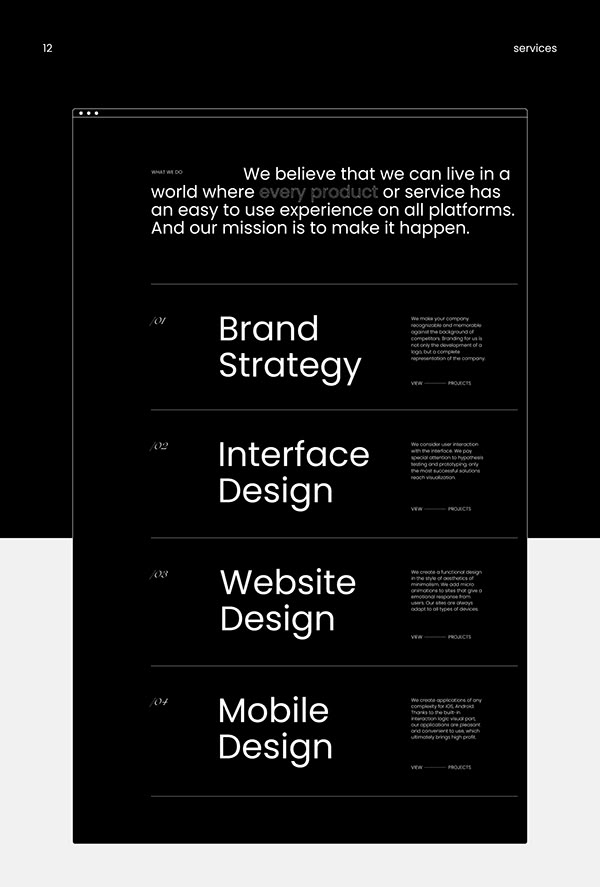 12
services
WHAT WE DO
We believe that we can live in a
world where every product or service has
an easy to use experience on all platforms.
And our mission is to make it happen.
/01
Brand
Strategy
We make your company
recognizable and memorable
against the background of
competitors. Branding for us is
not only the development of a
logo, but a complete
representation of the company.
VIEW PROJECTS
/02
Interface
Design
We consider user interaction
with the interface. We pay
special attention to hypothesis
testing and prototyping, only
the most successful solutions
reach visualization.
VIEW PROJECTS
/03
Website
Design
We create a functional design
in the style of aesthetics of
minimalism. We add micro
animations to sites that give a
emotional response from
users. Our sites are always
adapt to all types of devices.
VIEW PROJECTS
/04
Mobile
Design
We create applications of any
complexity for iOS, Android.
Thanks to the built-in
interaction logic visual part,
our applications are pleasant
and convenient to use, which
ultimately brings high profit.
VIEW PROJECTS